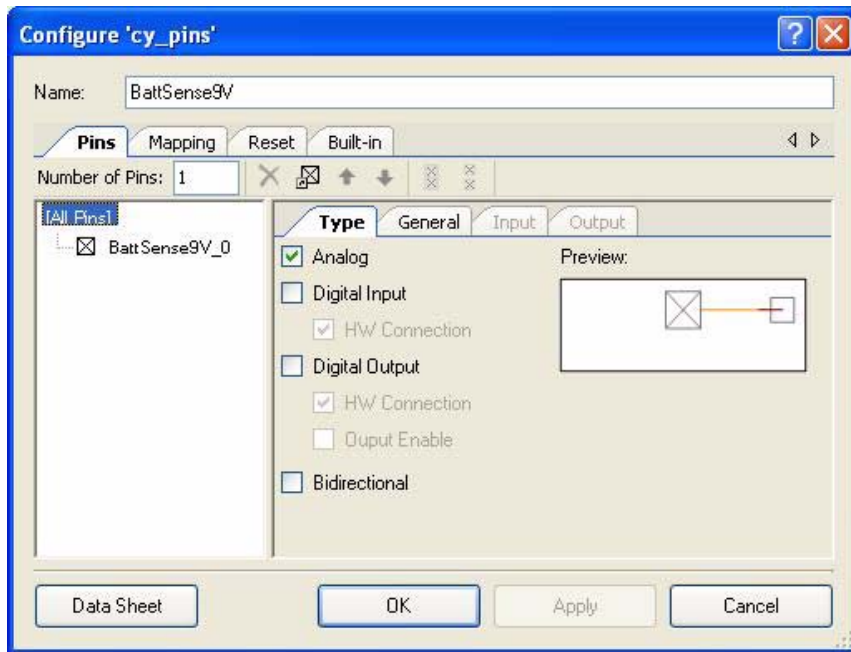 Configure 'cy_pins'
Name: BattSense9V
Pins Mapping Reset Built-in
Number of Pins: 1
[All Pins]
BattSense9V_0
Type General Input Output
Analog
Preview:
Digital Input
HW Connection
Digital Output
HW Connection
Ouput Enable
Bidirectional
Data Sheet OK Apply Cancel